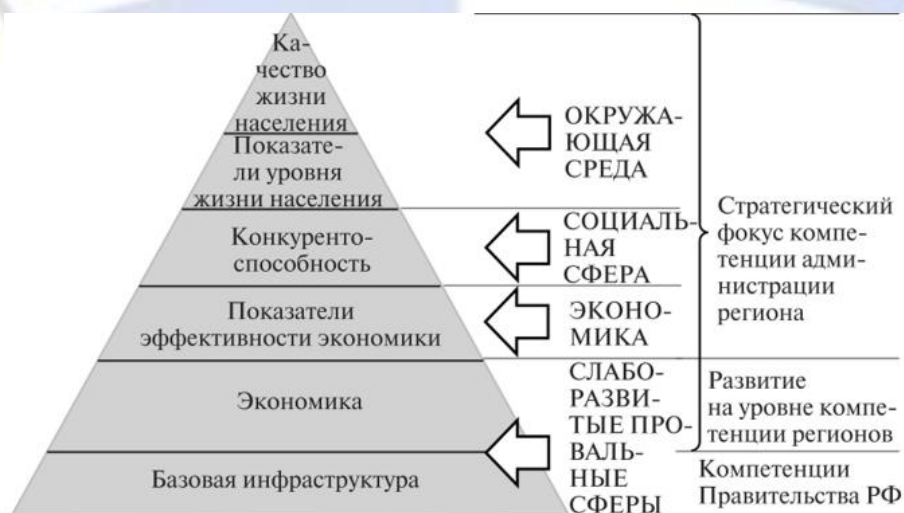 Ка-
чество
жизни
населения
Показате-
ли уровня
жизни населения
Конкуренто-
способность
Показатели
эффективности экономики
Экономика
Базовая инфраструктура
ОКРУЖА-
ЮЩАЯ
СРЕДА
СОЦИАЛЬ-
НАЯ
СФЕРА
ЭКОНО-
МИКА
СЛАБО-
РАЗВИ-
ТЫЕ ПРО-
ВАЛЬ-
НЫЕ
СФЕРЫ
Стратегический
фокус компе-
тенции адми-
нистрации
региона
Развитие
на уровне компе-
тенции регионов
Компетенции
Правительства РФ